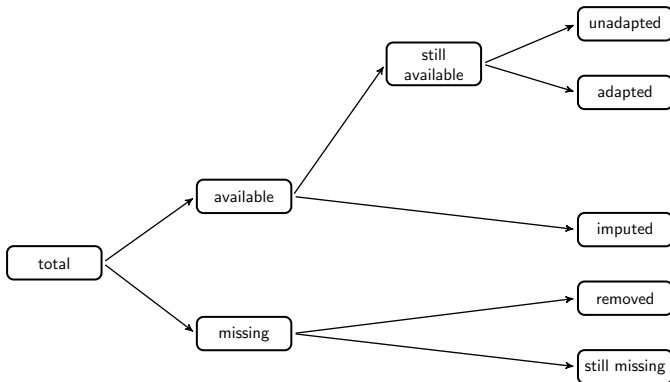 unadapted
still
available
adapted
available
imputed
total
removed
missing
still missing